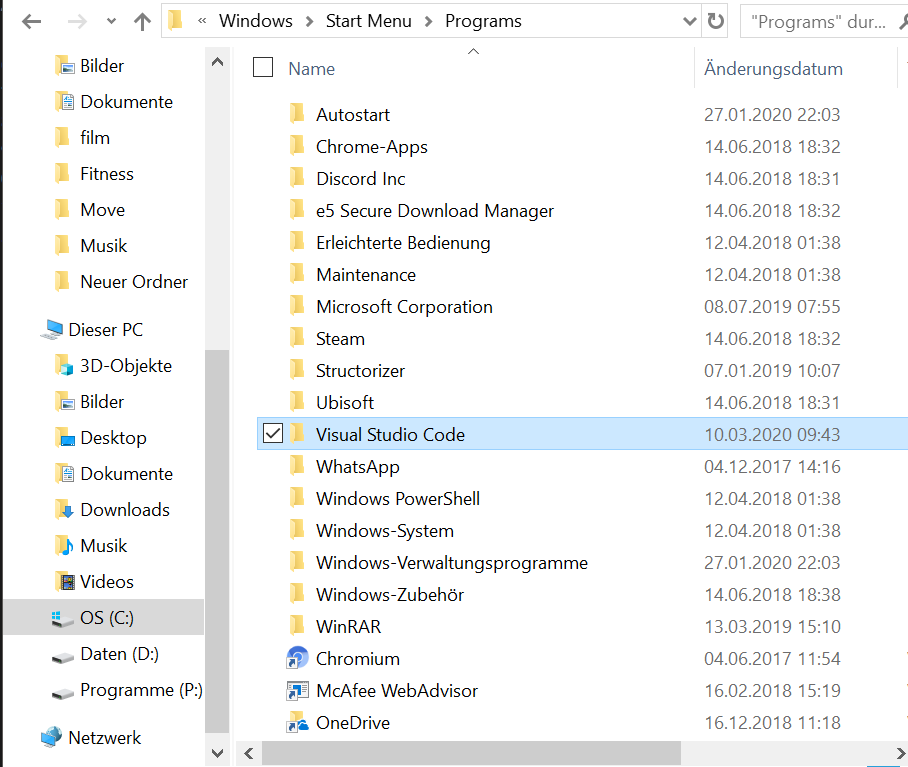 « Windows > Start Menu > Programs
"Programs" dur...
Bilder
Dokumente
film
Fitness
Move
Musik
Neuer Ordner
Dieser PC
3D-Objekte
Bilder
Desktop
Dokumente
Downloads
Musik
Videos
OS (C:)
Daten (D:)
Programme (P:)
Netzwerk
Name Änderungsdatum
Autostart 27.01.2020 22:03
Chrome-Apps 14.06.2018 18:32
Discord Inc 14.06.2018 18:31
e5 Secure Download Manager 14.06.2018 18:32
Erleichterte Bedienung 12.04.2018 01:38
Maintenance 12.04.2018 01:38
Microsoft Corporation 08.07.2019 07:55
Steam 14.06.2018 18:32
Structorizer 07.01.2019 10:07
Ubisoft 14.06.2018 18:31
Visual Studio Code 10.03.2020 09:43
WhatsApp 04.12.2017 14:16
Windows PowerShell 12.04.2018 01:38
Windows-System 12.04.2018 01:38
Windows-Verwaltungsprogramme 27.01.2020 22:03
Windows-Zubehör 14.06.2018 18:38
WinRAR 13.03.2019 15:10
Chromium 04.06.2017 11:54
McAfee WebAdvisor 16.02.2018 15:19
OneDrive 16.12.2018 11:18